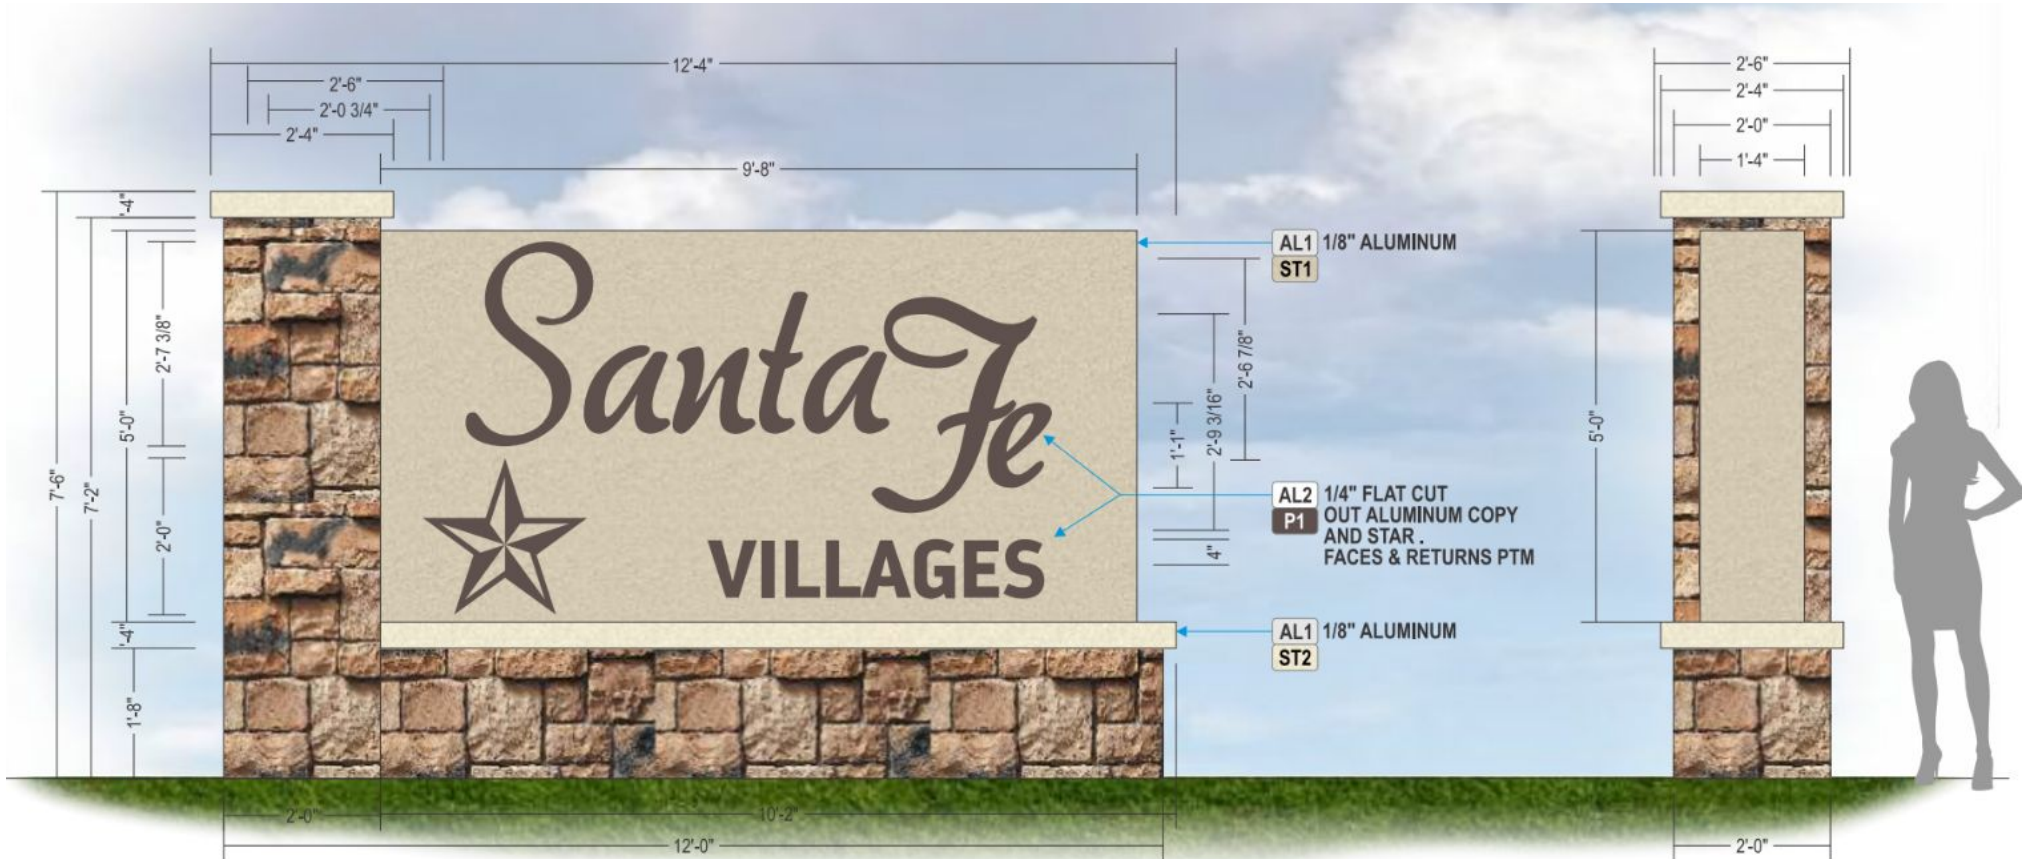 12'-4"
2'-6"
2'-6"
2'-4"
2'-0 3/4"
2'-0"
2'-4"
1'-4"
9'-8"
'-4"
AL1 1/8" ALUMINUM
ST1
Santa Fe
VILLAGES
2'-7 3/8"
5'-0"
7'-6"
7'-2"
2'-0"
'-4"
1'-8"
2'-6 7/8"
2'-9 3/16"
1'-1"
4"
5'-0"
AL2 1/4" FLAT CUT
P1 OUT ALUMINUM COPY
AND STAR .
FACES & RETURNS PTM
AL1 1/8" ALUMINUM
ST2
2'-0"
10'-2"
12'-0"
2'-0"